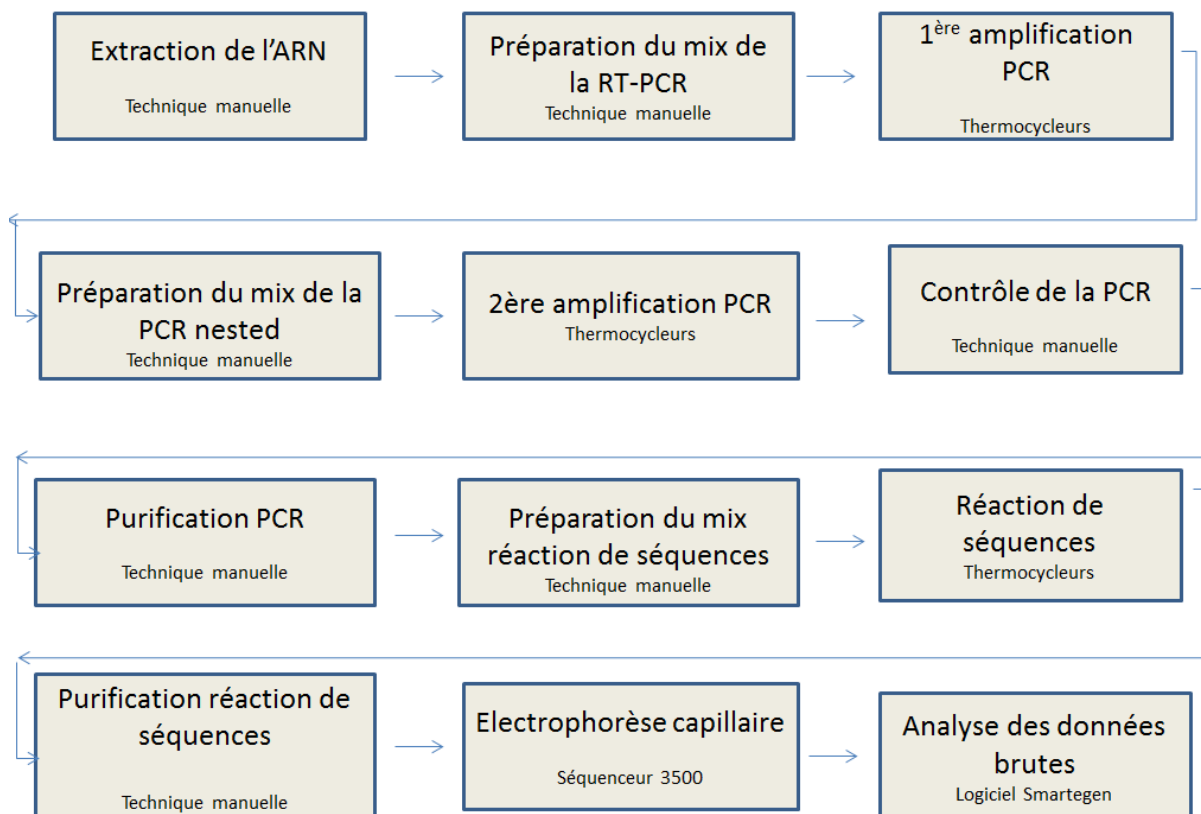 Extraction de l'ARN
Technique manuelle
Préparation du mix de
la RT-PCR
Technique manuelle
1ère amplification
PCR
Thermocycleurs
Préparation du mix de la
PCR nested
Technique manuelle
2ère amplification PCR
Thermocycleurs
Contrôle de la PCR
Technique manuelle
Purification PCR
Technique manuelle
Préparation du mix
réaction de séquences
Technique manuelle
Réaction de
séquences
Thermocycleurs
Purification réaction de
séquences
Technique manuelle
Electrophorèse capillaire
Séquenceur 3500
Analyse des données
brutes
Logiciel Smartegen